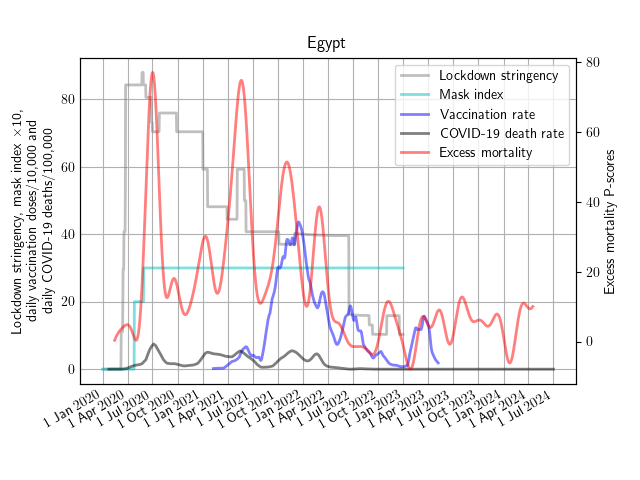 Egypt
Lockdown stringency
Mask index
Vaccination rate
COVID-19 death rate
Excess mortality
Lockdown stringency, mask index ×10,
daily vaccination doses/10,000 and
daily COVID-19 deaths/100,000
80
60
40
20
0
Excess mortality P-scores
80
60
40
20
0
1 Jan 2020
1 Apr 2020
1 Jul 2020
1 Oct 2020
1 Jan 2021
1 Apr 2021
1 Jul 2021
1 Oct 2021
1 Jan 2022
1 Apr 2022
1 Jul 2022
1 Oct 2022
1 Jan 2023
1 Apr 2023
1 Jul 2023
1 Oct 2023
1 Jan 2024
1 Apr 2024
1 Jul 2024